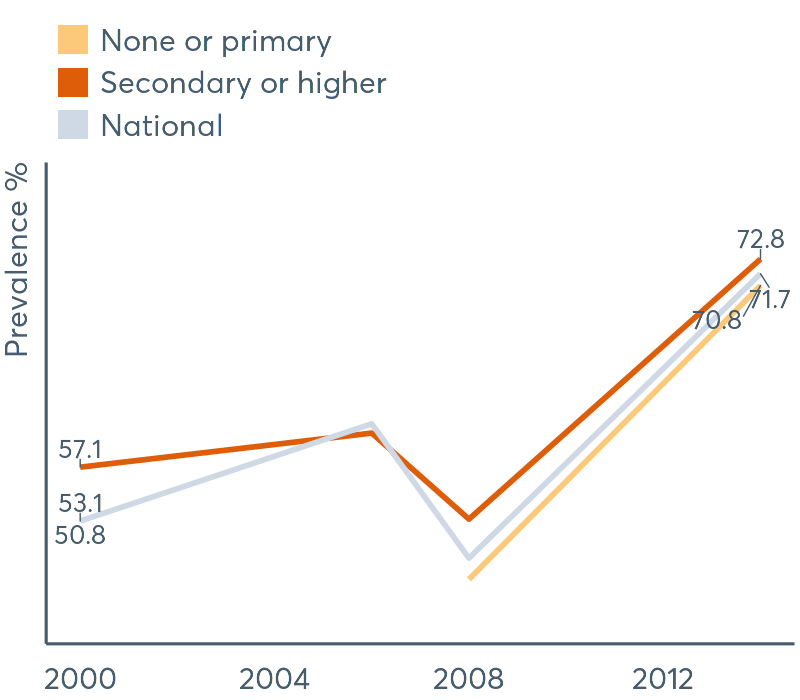 None or primary
Secondary or higher
National
Prevalence %
72.8
71.7
70.8
57.1
53.1
50.8
2000 2004 2008 2012